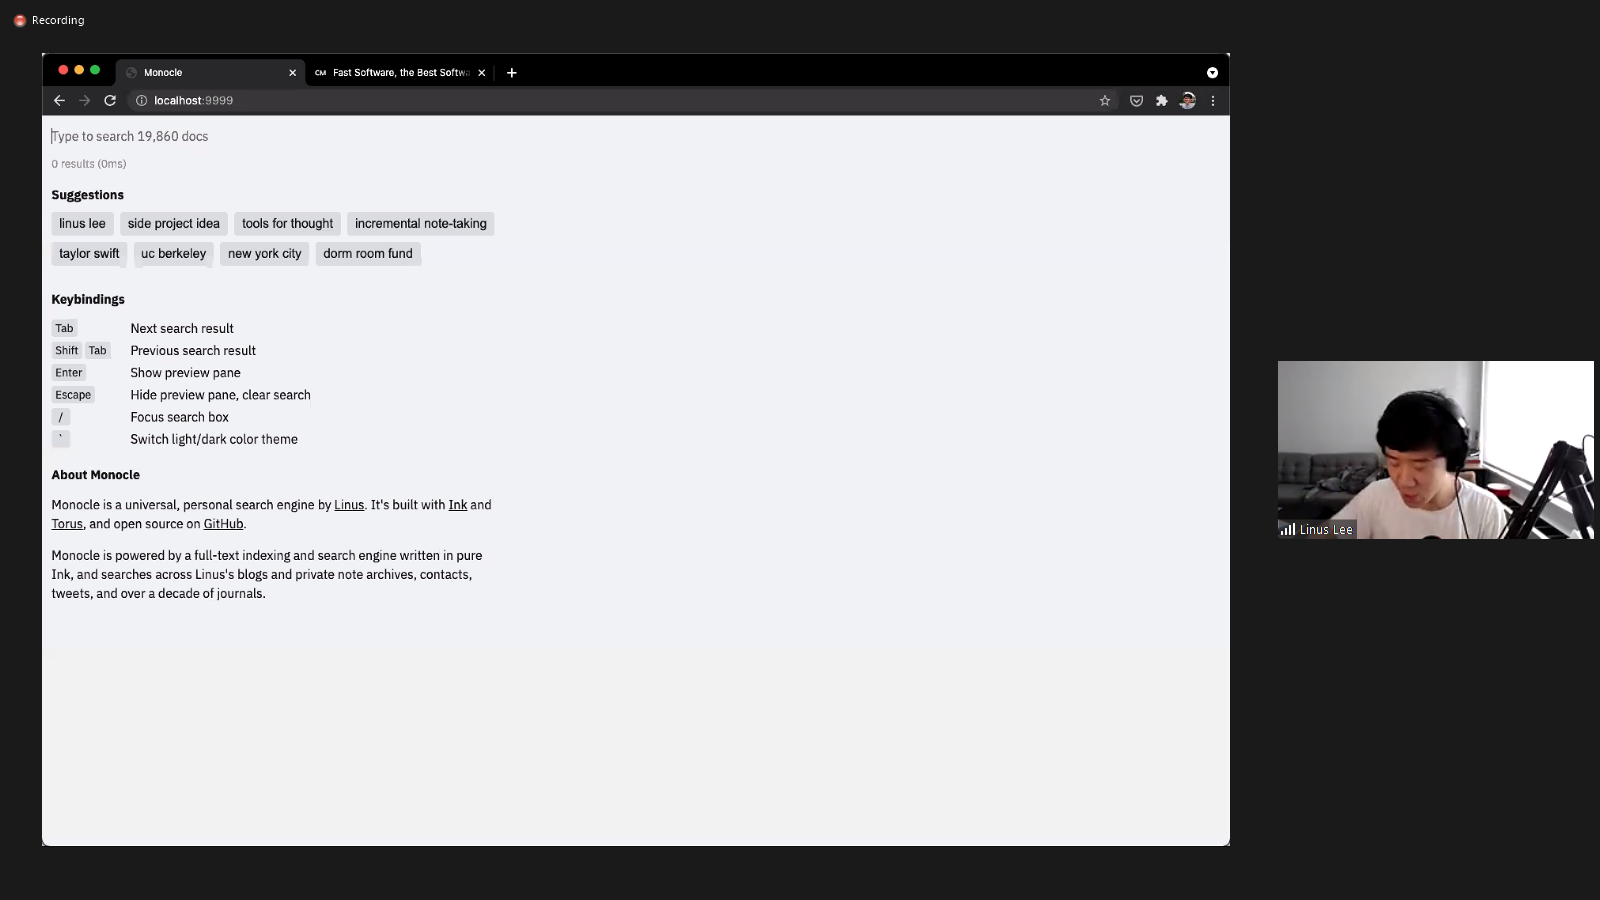 Recording
Monocle
CM Fast Software, the Best Softwa
localhost:9999
Type to search 19,860 docs
0 results (0ms)
Suggestions
linus lee side project idea tools for thought incremental note-taking
taylor swift uc berkeley new york city dorm room fund
Keybindings
Tab Next search result
Shift Tab Previous search result
Enter Show preview pane
Escape Hide preview pane, clear search
/ Focus search box
` Switch light/dark color theme
About Monocle
Monocle is a universal, personal search engine by Linus. It's built with Ink and
Torus, and open source on GitHub.
Monocle is powered by a full-text indexing and search engine written in pure
Ink, and searches across Linus's blogs and private note archives, contacts,
tweets, and over a decade of journals.
Linus Lee